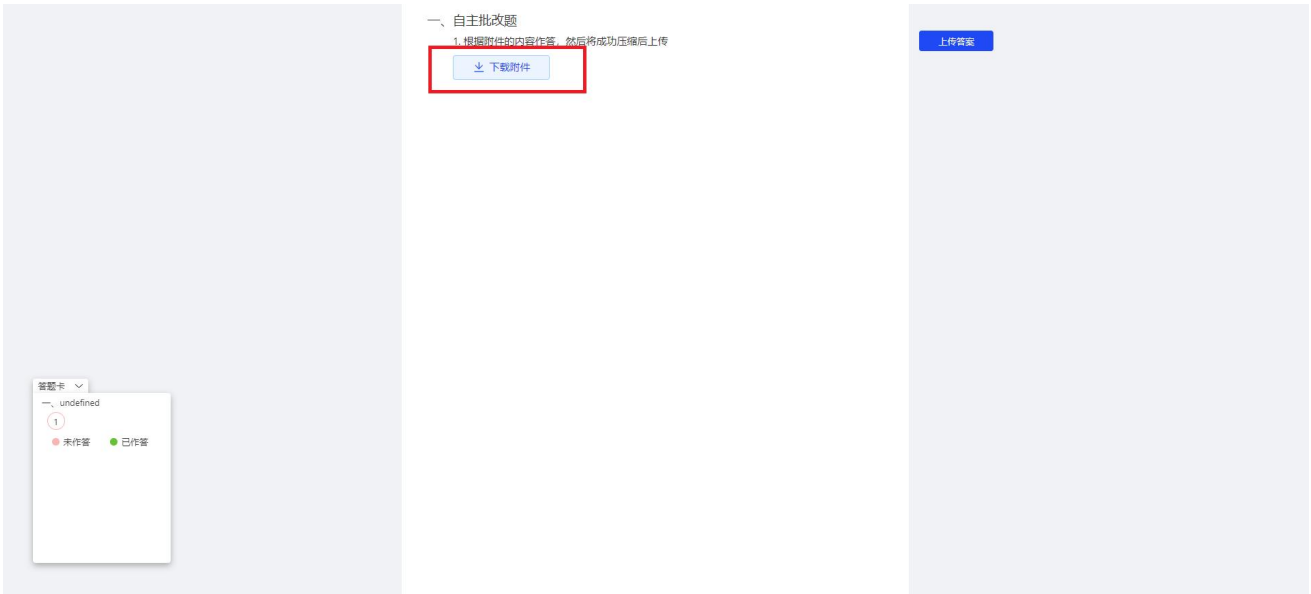 一、自主批改题
1. 根据附件的内容作答，然后将成功压缩后上传
下载附件
上传答案
答题卡
一、undefined
1
未作答 已作答